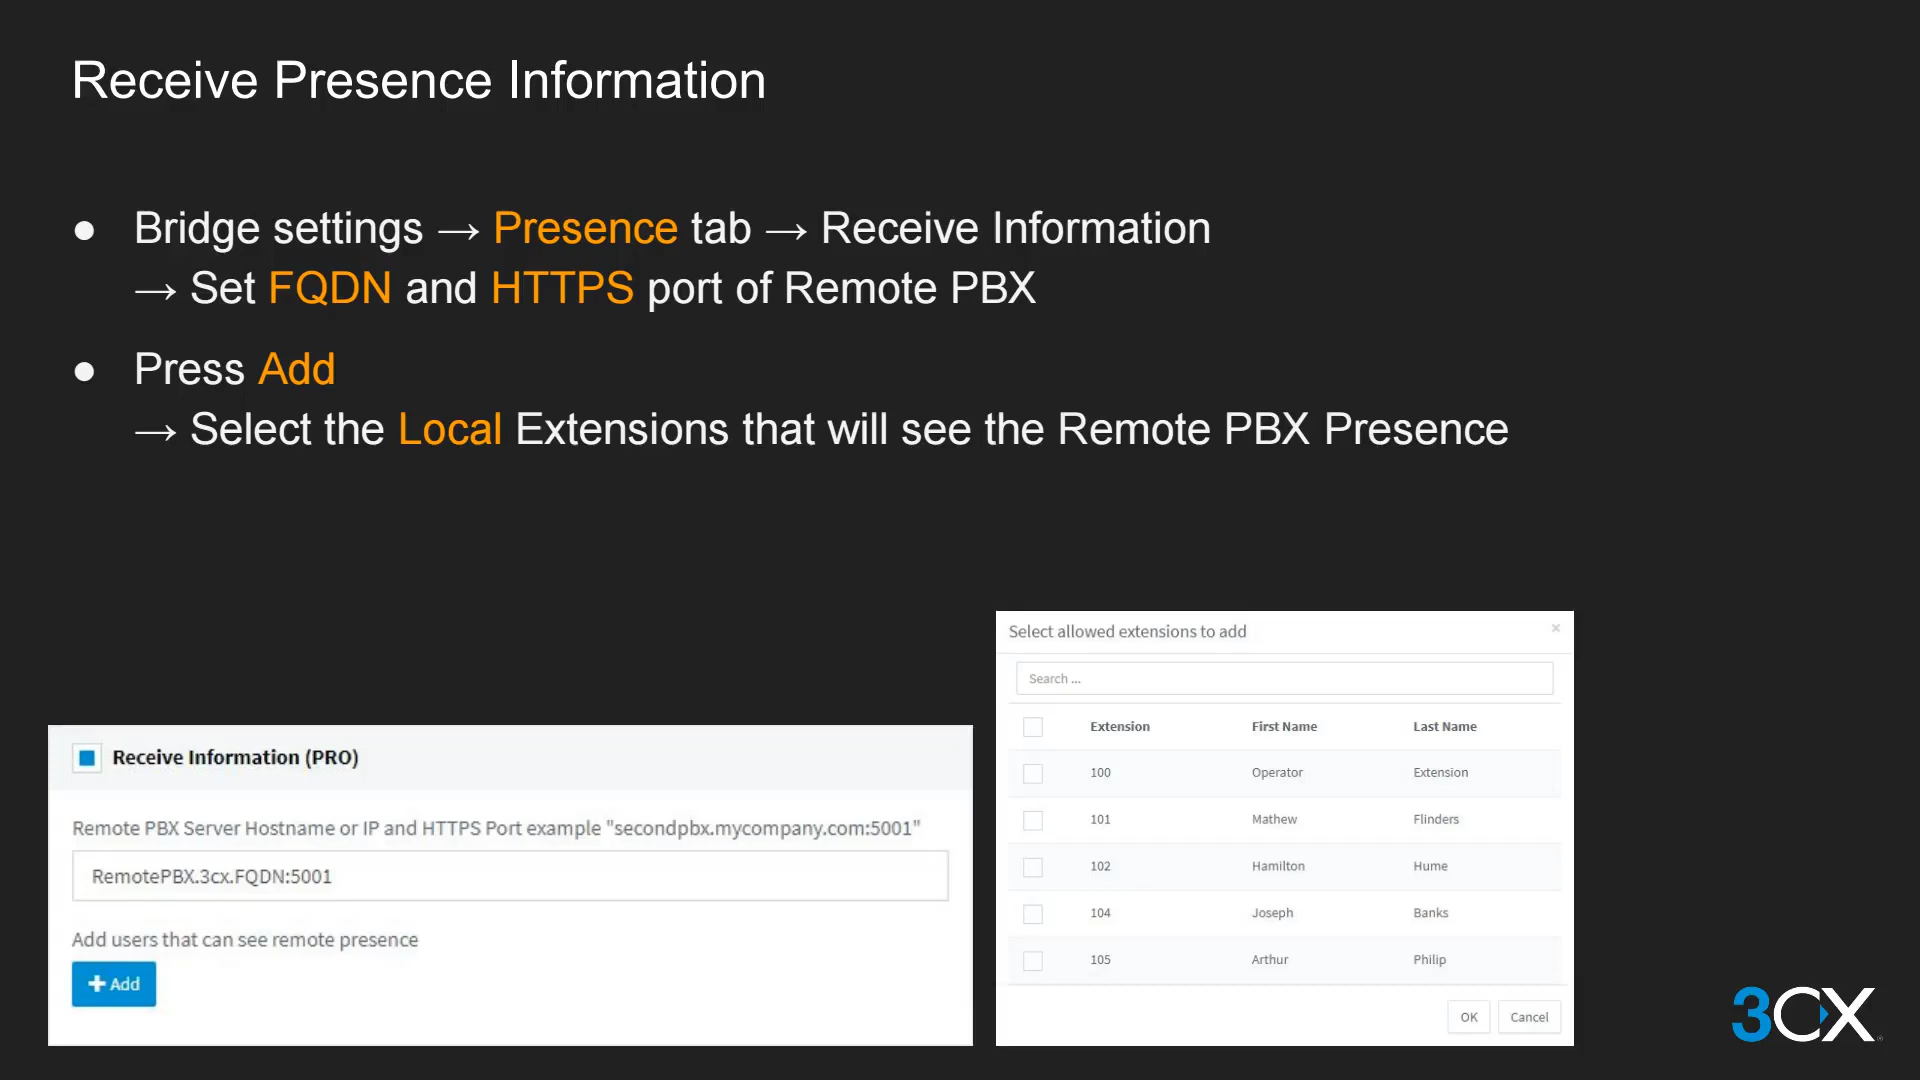 Receive Presence Information
● Bridge settings → Presence tab → Receive Information
→ Set FQDN and HTTPS port of Remote PBX
● Press Add
→ Select the Local Extensions that will see the Remote PBX Presence
Receive Information (PRO)
Remote PBX Server Hostname or IP and HTTPS Port example "secondpbx.mycompany.com:5001"
RemotePBX.3cx.FQDN:5001
Add users that can see remote presence
+ Add
Select allowed extensions to add ×
Search ...
Extension First Name Last Name
100 Operator Extension
101 Mathew Flinders
102 Hamilton Hume
104 Joseph Banks
105 Arthur Philip
OK Cancel
3CX®